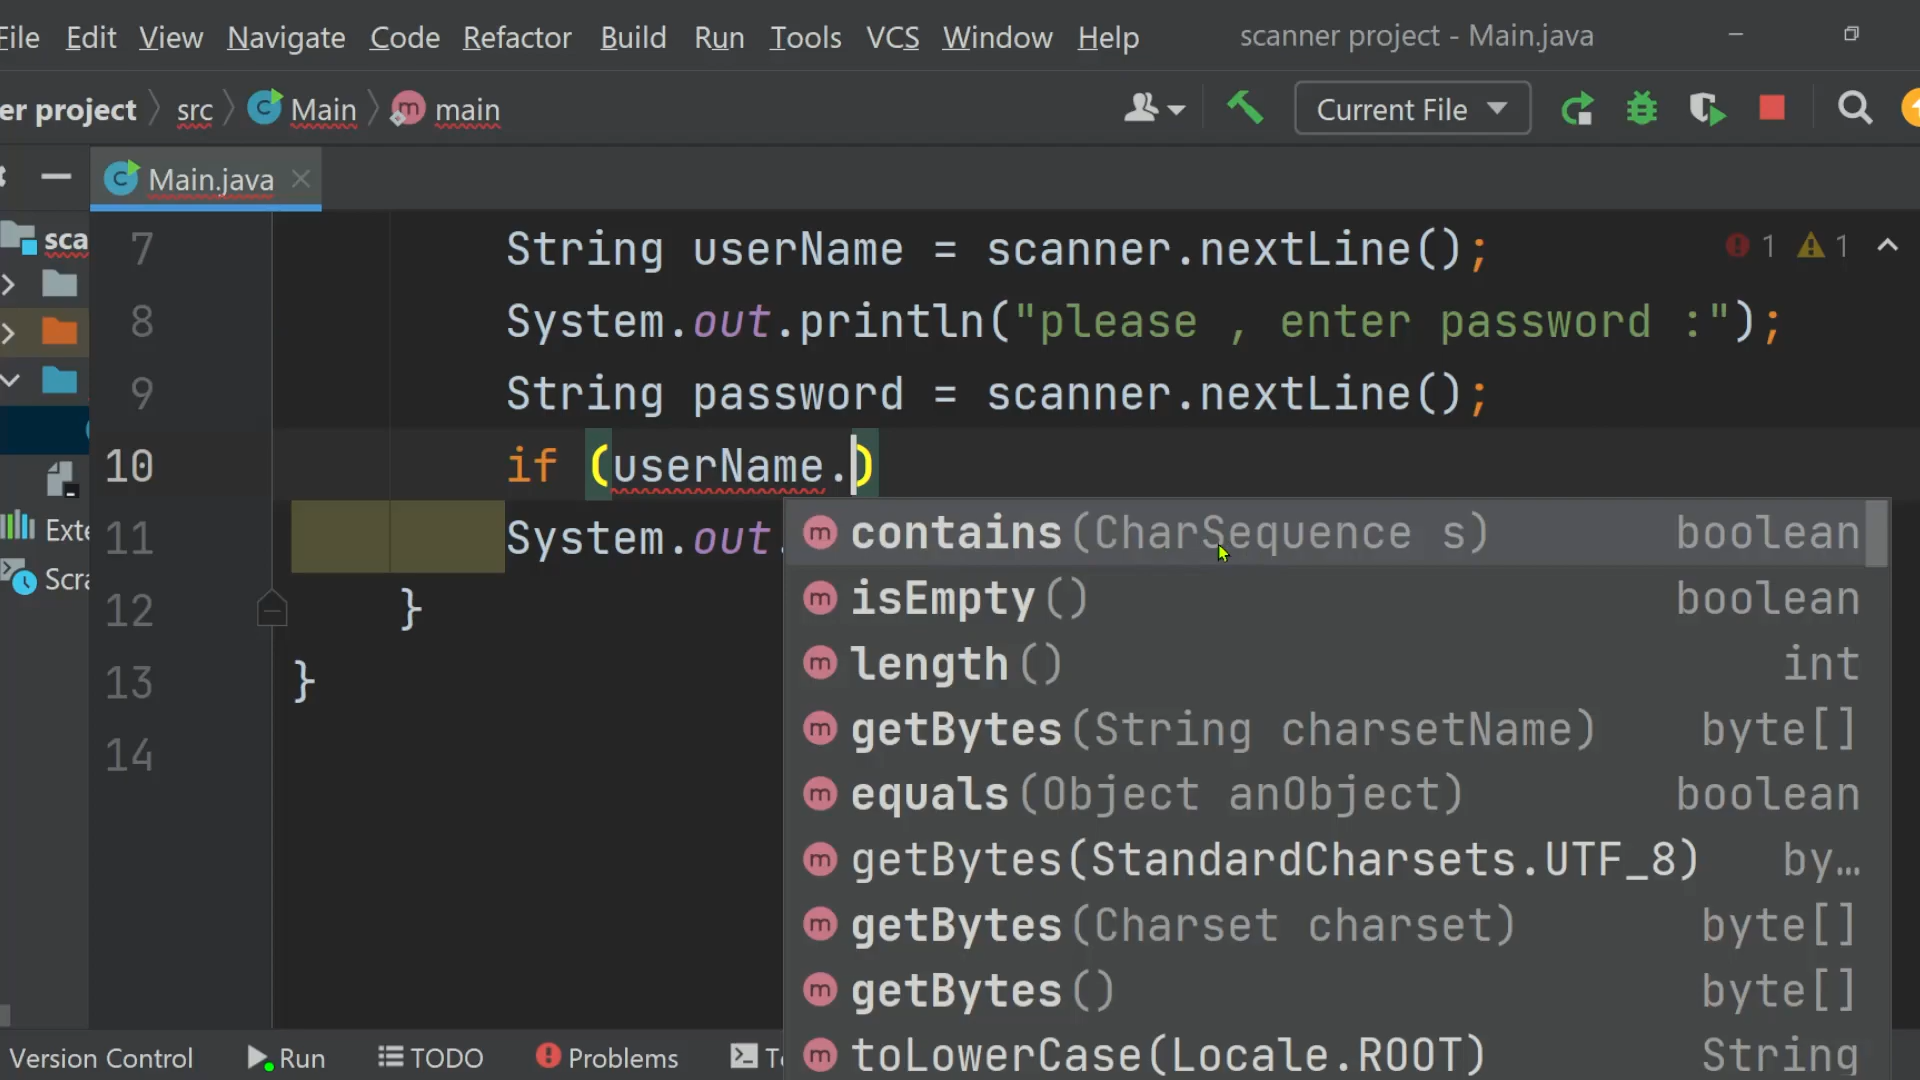 File Edit View Navigate Code Refactor Build Run Tools VCS Window Help scanner project - Main.java
er project src Main main Current File
Main.java
sca
7 String userName = scanner.nextLine(); 1 1
8 System.out.println("please , enter password :");
9 String password = scanner.nextLine();
10 if (userName.)
11 System.out.
12 }
13 }
14
Exte
Scra
contains(CharSequence s) boolean
isEmpty() boolean
length() int
getBytes(String charsetName) byte[]
equals(Object anObject) boolean
getBytes(StandardCharsets.UTF_8) by…
getBytes(Charset charset) byte[]
getBytes() byte[]
toLowerCase(Locale.ROOT) String
Version Control Run TODO Problems Te